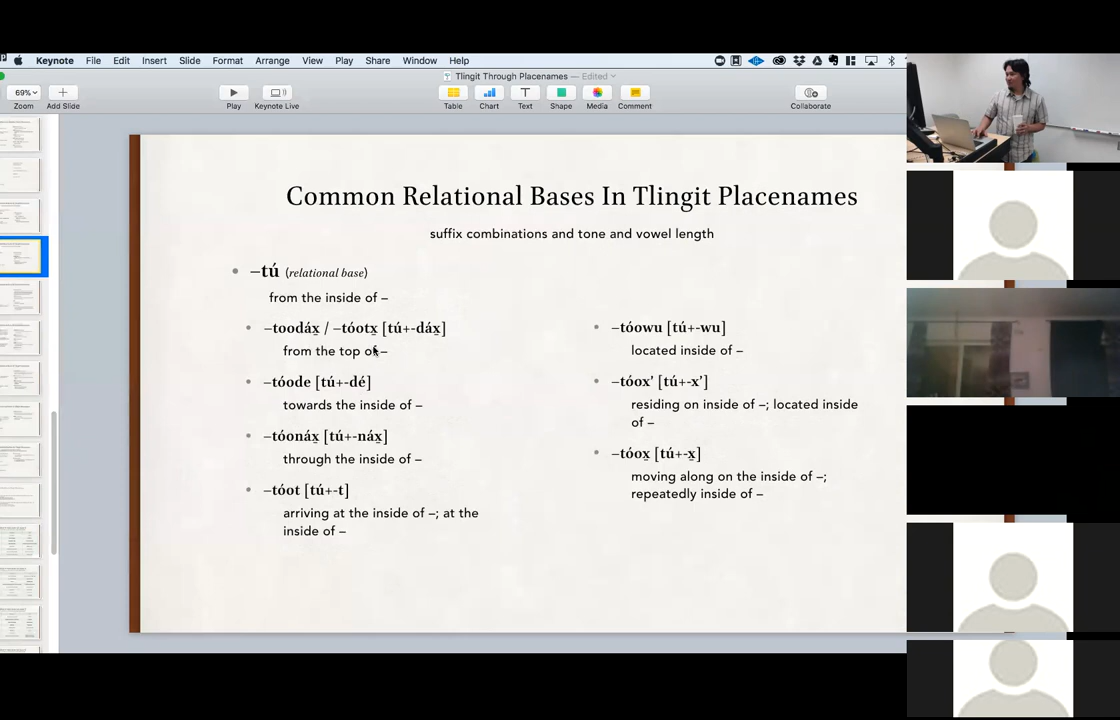 Keynote File Edit Insert Slide Format Arrange View Play Share Window Help
Tlingit Through Placenames — Edited
69%
Zoom Add Slide Play Keynote Live Table Chart Text Shape Media Comment Collaborate
Common Relational Bases In Tlingit Placenames
suffix combinations and tone and vowel length
• –tú (relational base)
from the inside of –
• –toodáx̱ / –tóotx̱ [tú+-dáx̱]
from the top of –
• –tóode [tú+-dé]
towards the inside of –
• –tóonáx̱ [tú+-náx̱]
through the inside of –
• –tóot [tú+-t]
arriving at the inside of –; at the
inside of –
• –tóowu [tú+-wu]
located inside of –
• –tóox’ [tú+-x’]
residing on inside of –; located inside
of –
• –tóox̱ [tú+-x̱]
moving along on the inside of –;
repeatedly inside of –